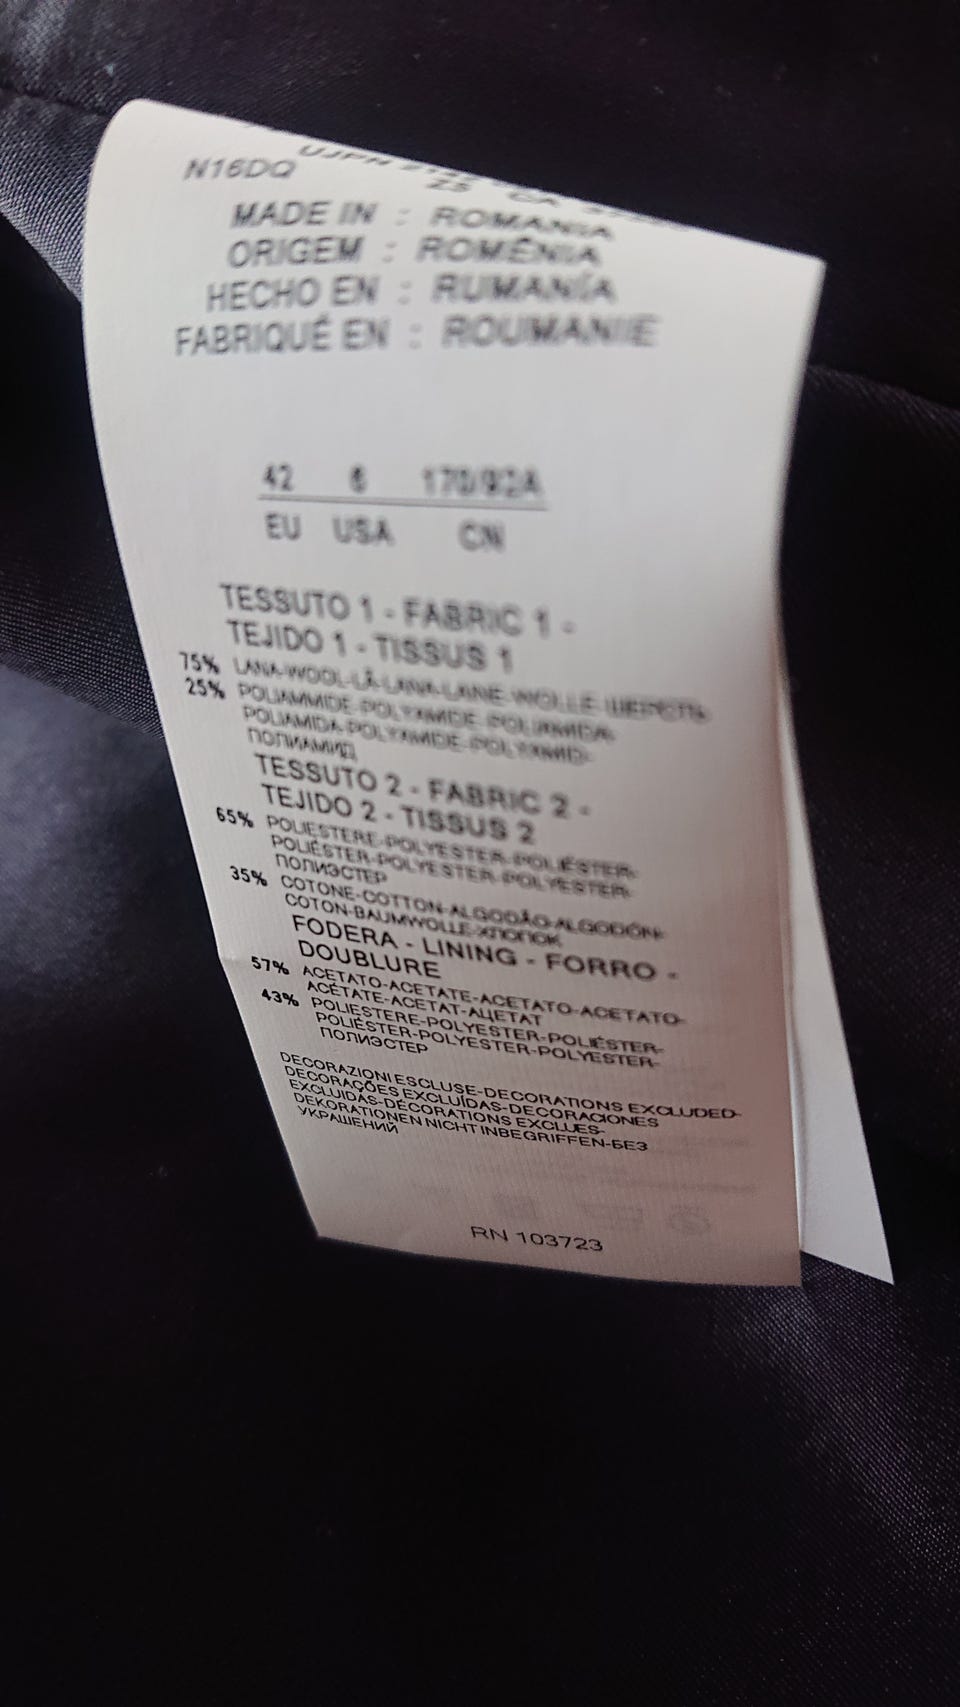 N16DQ
MADE IN : ROMANIA
ORIGEM : ROMÊNIA
HECHO EN : RUMANÍA
FABRIQUÉ EN : ROUMANIE
42 6 170/92A
EU USA CN
TESSUTO 1 - FABRIC 1 -
TEJIDO 1 - TISSUS 1
75% LANA-WOOL-LÃ-LANA-LAINE-WOLLE-ШЕРСТЬ
25% POLIAMMIDE-POLYAMIDE-POLIAMIDA-
POLIAMIDA-POLYAMIDE-POLYAMID-
ПОЛИАМИД
TESSUTO 2 - FABRIC 2 -
TEJIDO 2 - TISSUS 2
65% POLIESTERE-POLYESTER-POLIÉSTER-
POLIÉSTER-POLYESTER-POLYESTER-
ПОЛИЭСТЕР
35% COTONE-COTTON-ALGODÃO-ALGODÓN-
COTON-BAUMWOLLE-ХЛОПОК
FODERA - LINING - FORRO -
DOUBLURE
57% ACETATO-ACETATE-ACETATO-ACETATO-
ACÉTATE-ACETAT-АЦЕТАТ
43% POLIESTERE-POLYESTER-POLIÉSTER-
POLIÉSTER-POLYESTER-POLYESTER-
ПОЛИЭСТЕР
DECORAZIONI ESCLUSE-DECORATIONS EXCLUDED-
DECORAÇÕES EXCLUÍDAS-DECORACIONES
EXCLUIDAS-DÉCORATIONS EXCLUES-
DEKORATIONEN NICHT INBEGRIFFEN-БЕЗ
УКРАШЕНИЙ
RN 103723